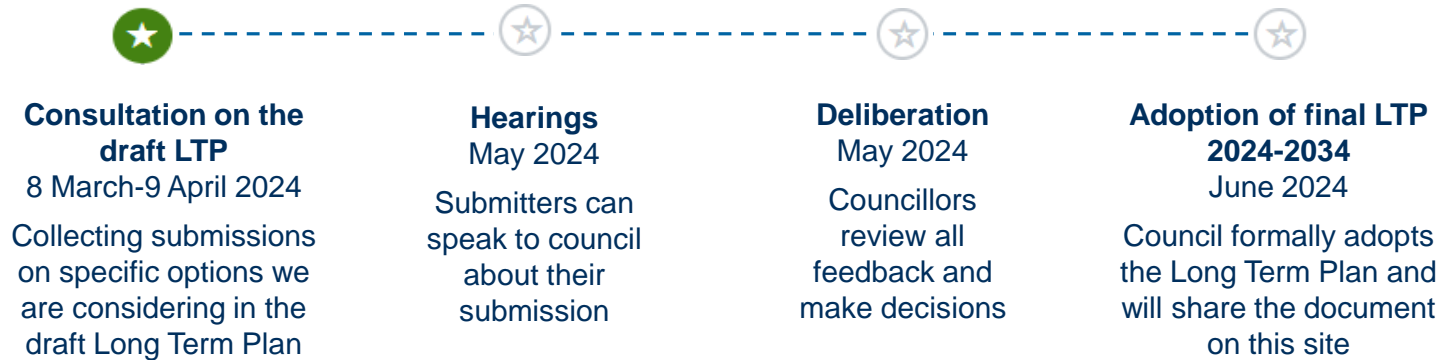 Consultation on the
draft LTP
8 March-9 April 2024
Collecting submissions
on specific options we
are considering in the
draft Long Term Plan
Hearings
May 2024
Submitters can
speak to council
about their
submission
Deliberation
May 2024
Councillors
review all
feedback and
make decisions
Adoption of final LTP
2024-2034
June 2024
Council formally adopts
the Long Term Plan and
will share the document
on this site